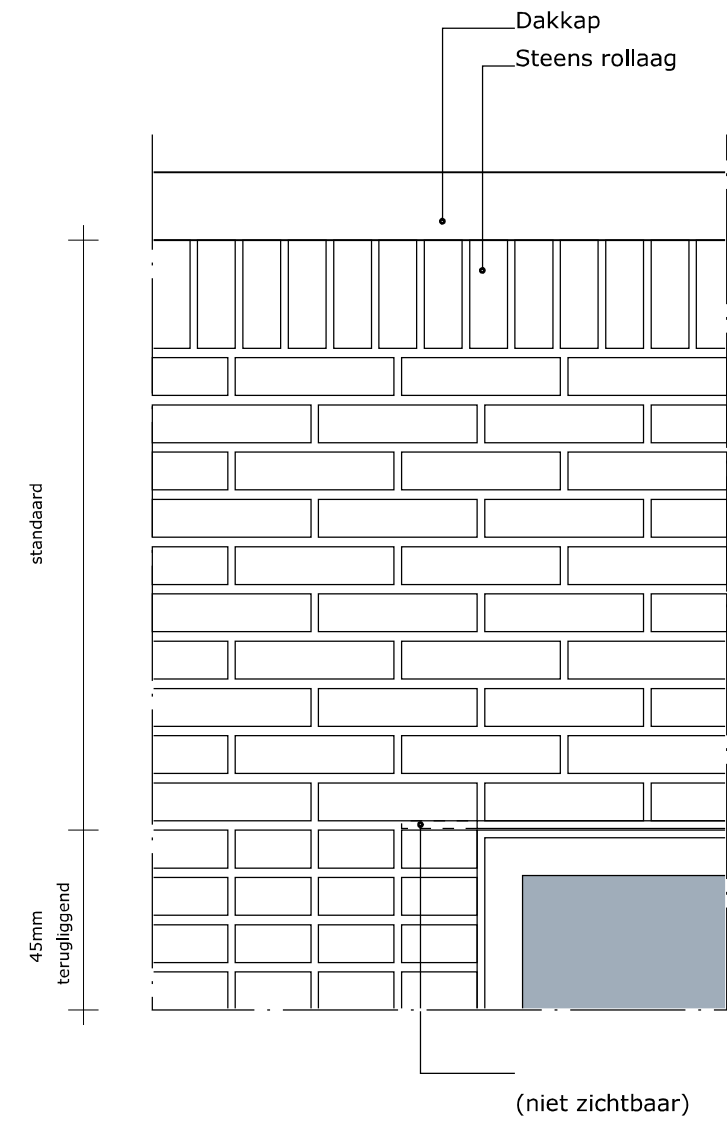 Dakkap
Steens rollaag
standaard
45mm
terugliggend
(niet zichtbaar)